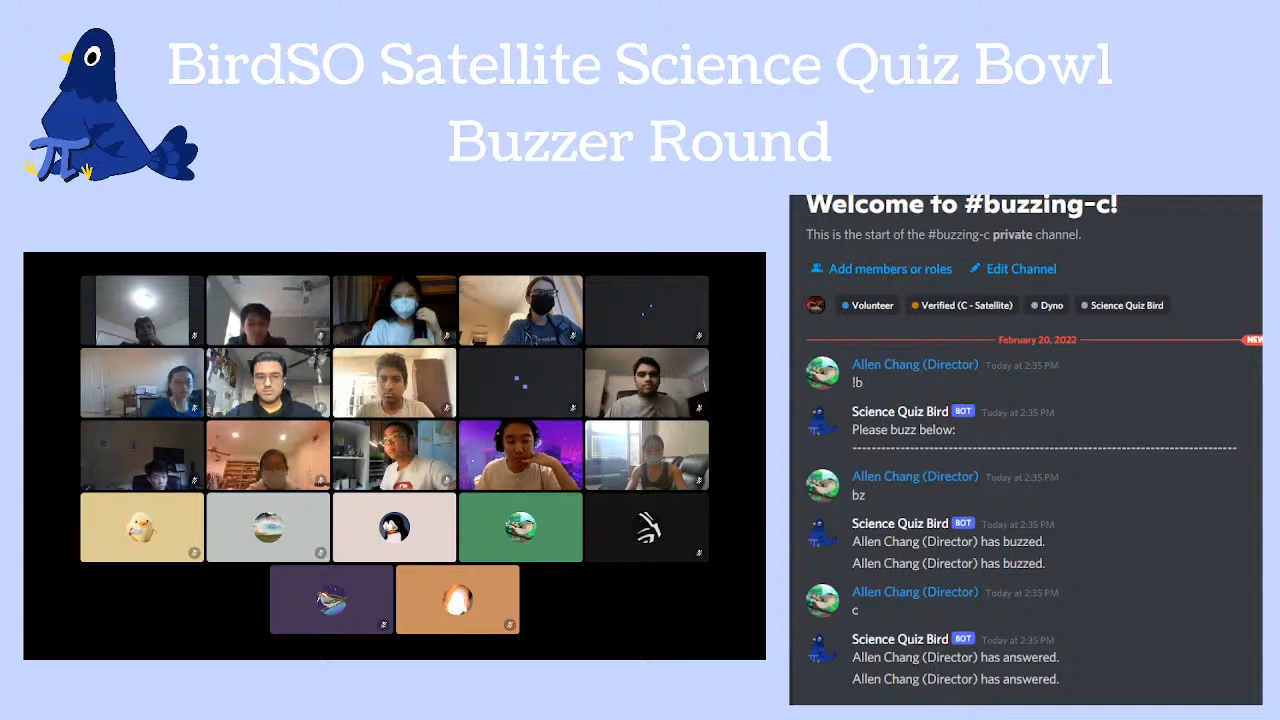 BirdSO Satellite Science Quiz Bowl
Buzzer Round
Welcome to #buzzing-c!
This is the start of the #buzzing-c private channel.
Add members or roles
Edit Channel
Volunteer
Verified (C - Satellite)
Dyno
Science Quiz Bird
February 20, 2022
NEW
Allen Chang (Director) Today at 2:35 PM
!b
Science Quiz Bird BOT Today at 2:35 PM
Please buzz below:
--------------------------------------------------------------------------------
Allen Chang (Director) Today at 2:35 PM
bz
Science Quiz Bird BOT Today at 2:35 PM
Allen Chang (Director) has buzzed.
Allen Chang (Director) has buzzed.
Allen Chang (Director) Today at 2:35 PM
c
Science Quiz Bird BOT Today at 2:35 PM
Allen Chang (Director) has answered.
Allen Chang (Director) has answered.